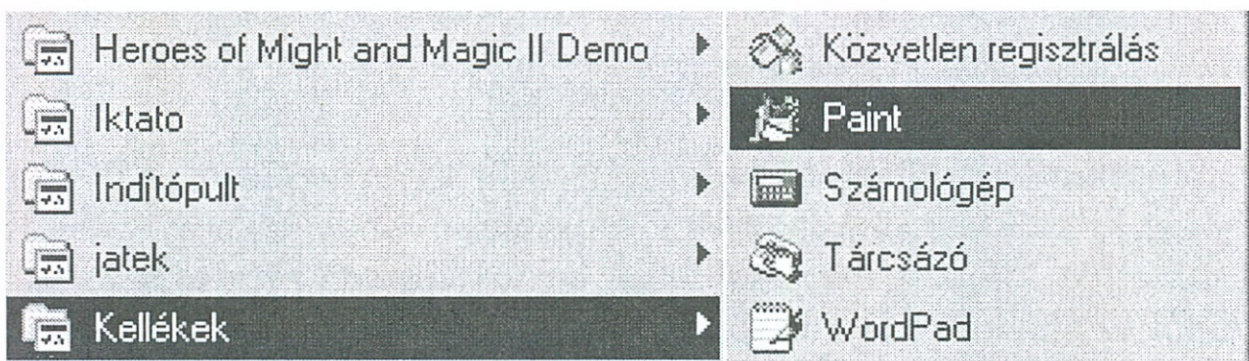 Heroes of Might and Magic II Demo
Iktato
Indítópult
jatek
Kellékek
Közvetlen regisztrálás
Paint
Számológép
Tárcsázó
WordPad